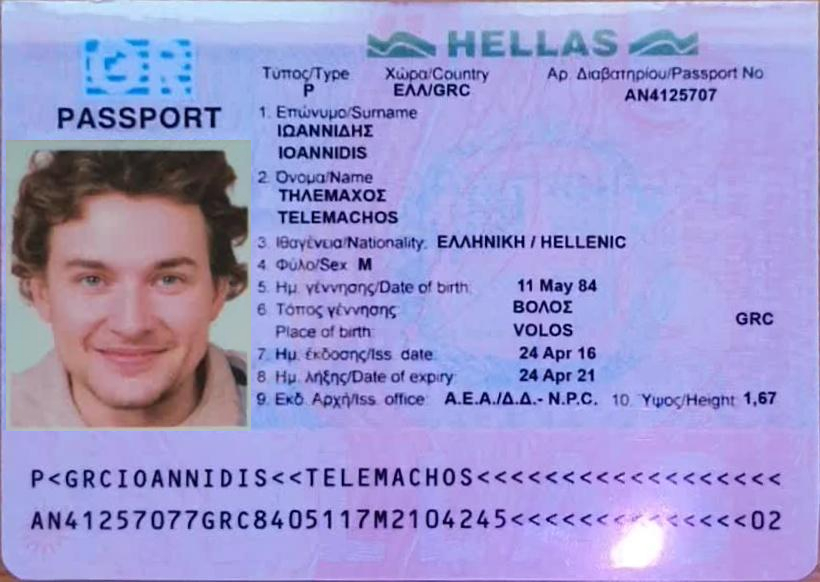 GR
PASSPORT
HELLAS
Τύπος/Type Χώρα/Country Αρ. Διαβατηρίου/Passport No
P ΕΛΛ/GRC AN4125707
1. Επώνυμο/Surname
ΙΩΑΝΝΙΔΗΣ
IOANNIDIS
2. Όνομα/Name
ΤΗΛΕΜΑΧΟΣ
TELEMACHOS
3. Ιθαγένεια/Nationality: ΕΛΛΗΝΙΚΗ / HELLENIC
4. Φύλο/Sex M
5. Ημ. γέννησης/Date of birth: 11 May 84
6. Τόπος γέννησης: ΒΟΛΟΣ
Place of birth: VOLOS GRC
7. Ημ. έκδοσης/Iss. date: 24 Apr 16
8. Ημ. λήξης/Date of expiry: 24 Apr 21
9. Εκδ. Αρχή/Iss. office: Α.Ε.Α./Δ.Δ.- N.P.C. 10. Υψος/Height 1,67
P<GRCIOANNIDIS<<TELEMACHOS<<<<<<<<<<<<<<<<<<
AN41257077GRC8405117M2104245<<<<<<<<<<<<<<02